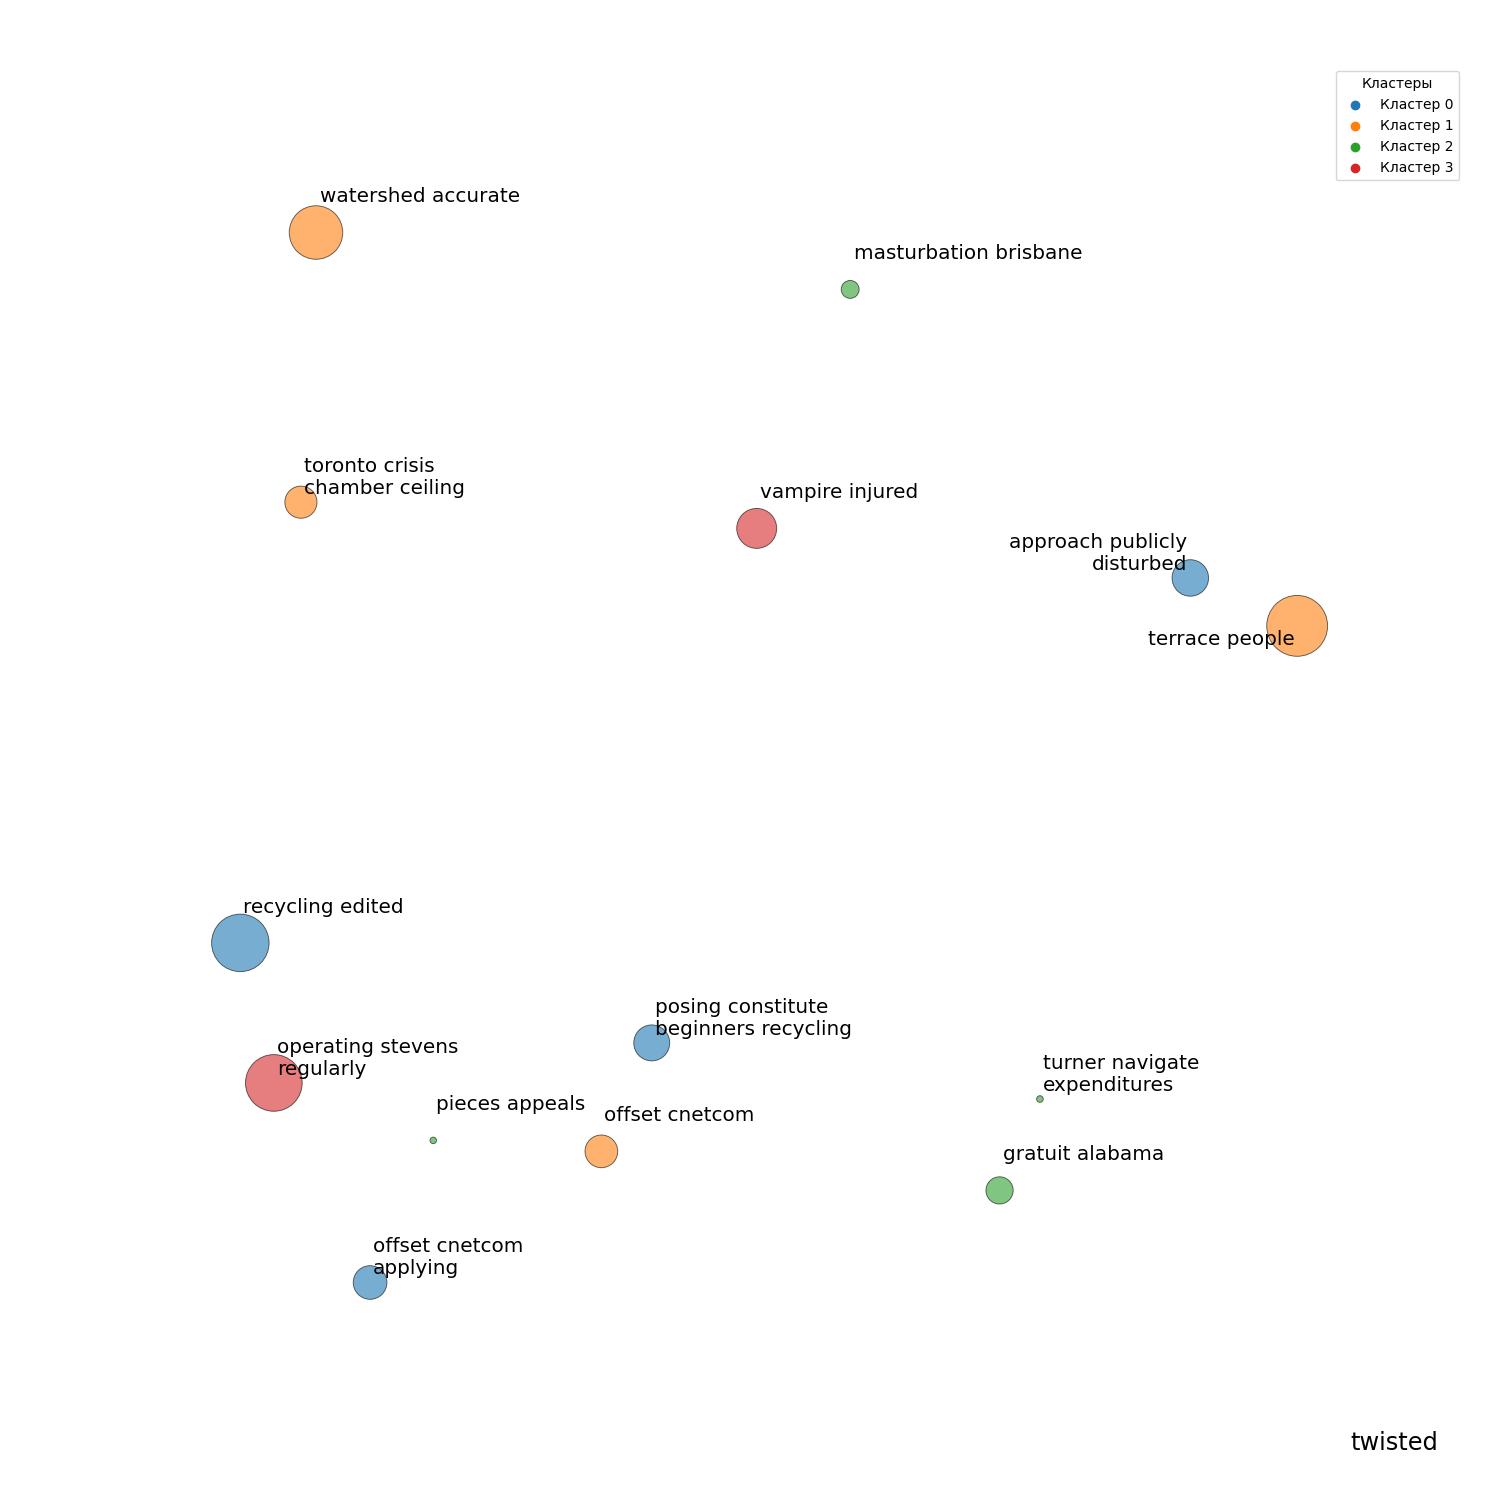 Кластеры
Кластер 0
Кластер 1
Кластер 2
Кластер 3
watershed accurate
masturbation brisbane
toronto crisis
chamber ceiling
vampire injured
approach publicly
disturbed
terrace people
recycling edited
posing constitute
beginners recycling
operating stevens
regularly
turner navigate
expenditures
pieces appeals
offset cnetcom
gratuit alabama
offset cnetcom
applying
twisted